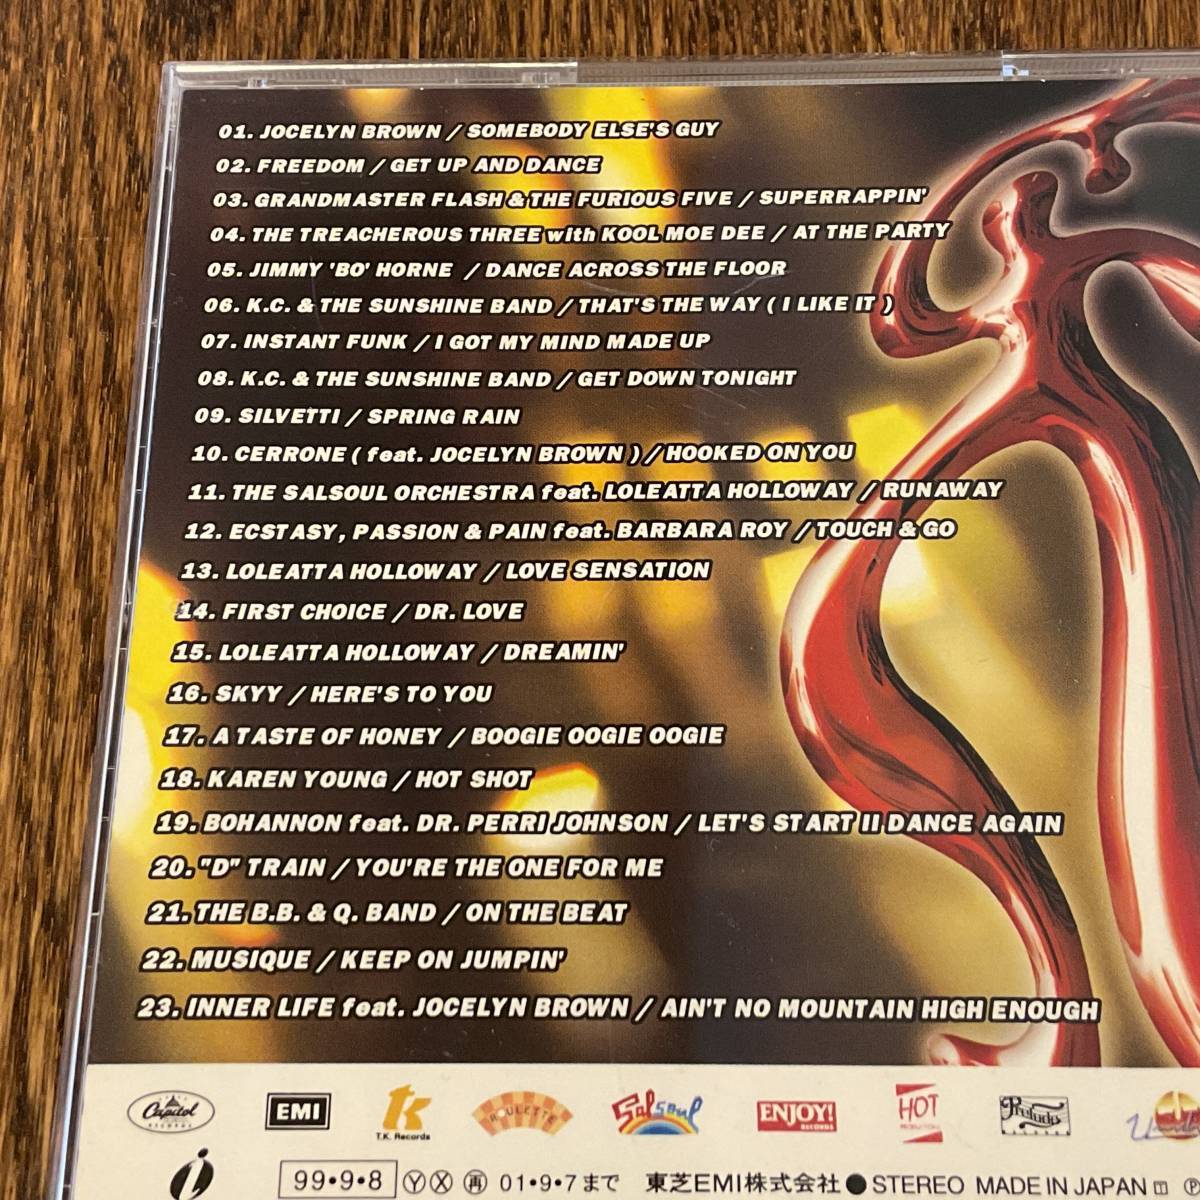 01. JOCELYN BROWN / SOMEBODY ELSE'S GUY
02. FREEDOM / GET UP AND DANCE
03. GRANDMASTER FLASH & THE FURIOUS FIVE / SUPERRAPPIN'
04. THE TREACHEROUS THREE with KOOL MOE DEE / AT THE PARTY
05. JIMMY 'BO' HORNE / DANCE ACROSS THE FLOOR
06. K.C. & THE SUNSHINE BAND / THAT'S THE WAY ( I LIKE IT )
07. INSTANT FUNK / I GOT MY MIND MADE UP
08. K.C. & THE SUNSHINE BAND / GET DOWN TONIGHT
09. SILVETTI / SPRING RAIN
10. CERRONE ( feat. JOCELYN BROWN ) / HOOKED ON YOU
11. THE SALSOUL ORCHESTRA feat. LOLEATTA HOLLOWAY / RUNAWAY
12. ECSTASY, PASSION & PAIN feat. BARBARA ROY / TOUCH & GO
13. LOLEATTA HOLLOWAY / LOVE SENSATION
14. FIRST CHOICE / DR. LOVE
15. LOLEATTA HOLLOWAY / DREAMIN'
16. SKYY / HERE'S TO YOU
17. A TASTE OF HONEY / BOOGIE OOGIE OOGIE
18. KAREN YOUNG / HOT SHOT
19. BOHANNON feat. DR. PERRI JOHNSON / LET'S START II DANCE AGAIN
20. "D" TRAIN / YOU'RE THE ONE FOR ME
21. THE B.B. & Q. BAND / ON THE BEAT
22. MUSIQUE / KEEP ON JUMPIN'
23. INNER LIFE feat. JOCELYN BROWN / AIN'T NO MOUNTAIN HIGH ENOUGH
Capitol RECORDS
EMI
T.K. Records
ROULETTE
Salsoul
ENJOY! RECORDS
HOT PRODUCTIONS
Prelude RECORDS
i 99•9•8 Ⓨ Ⓧ ㊢ 01•9•7まで 東芝EMI株式会社 ● STEREO MADE IN JAPAN Ⓟ